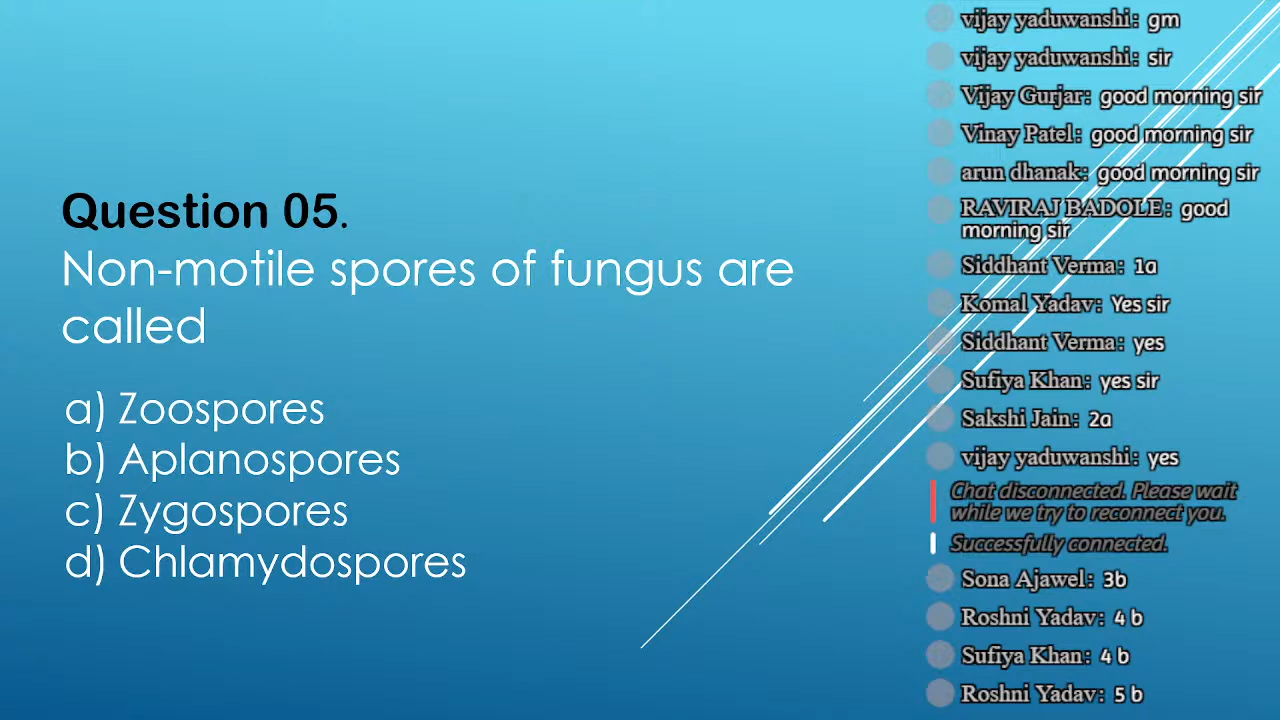 Question 05.
Non-motile spores of fungus are
called
a) Zoospores
b) Aplanospores
c) Zygospores
d) Chlamydospores
vijay yaduwanshi: gm
vijay yaduwanshi: sir
Vijay Gurjar: good morning sir
Vinay Patel: good morning sir
arun dhanak: good morning sir
RAVIRAJ BADOLE: good
morning sir
Siddhant Verma: 1a
Komal Yadav: Yes sir
Siddhant Verma: yes
Sufiya Khan: yes sir
Sakshi Jain: 2a
vijay yaduwanshi: yes
Chat disconnected. Please wait
while we try to reconnect you.
Successfully connected.
Sona Ajawel: 3b
Roshni Yadav: 4 b
Sufiya Khan: 4 b
Roshni Yadav: 5 b